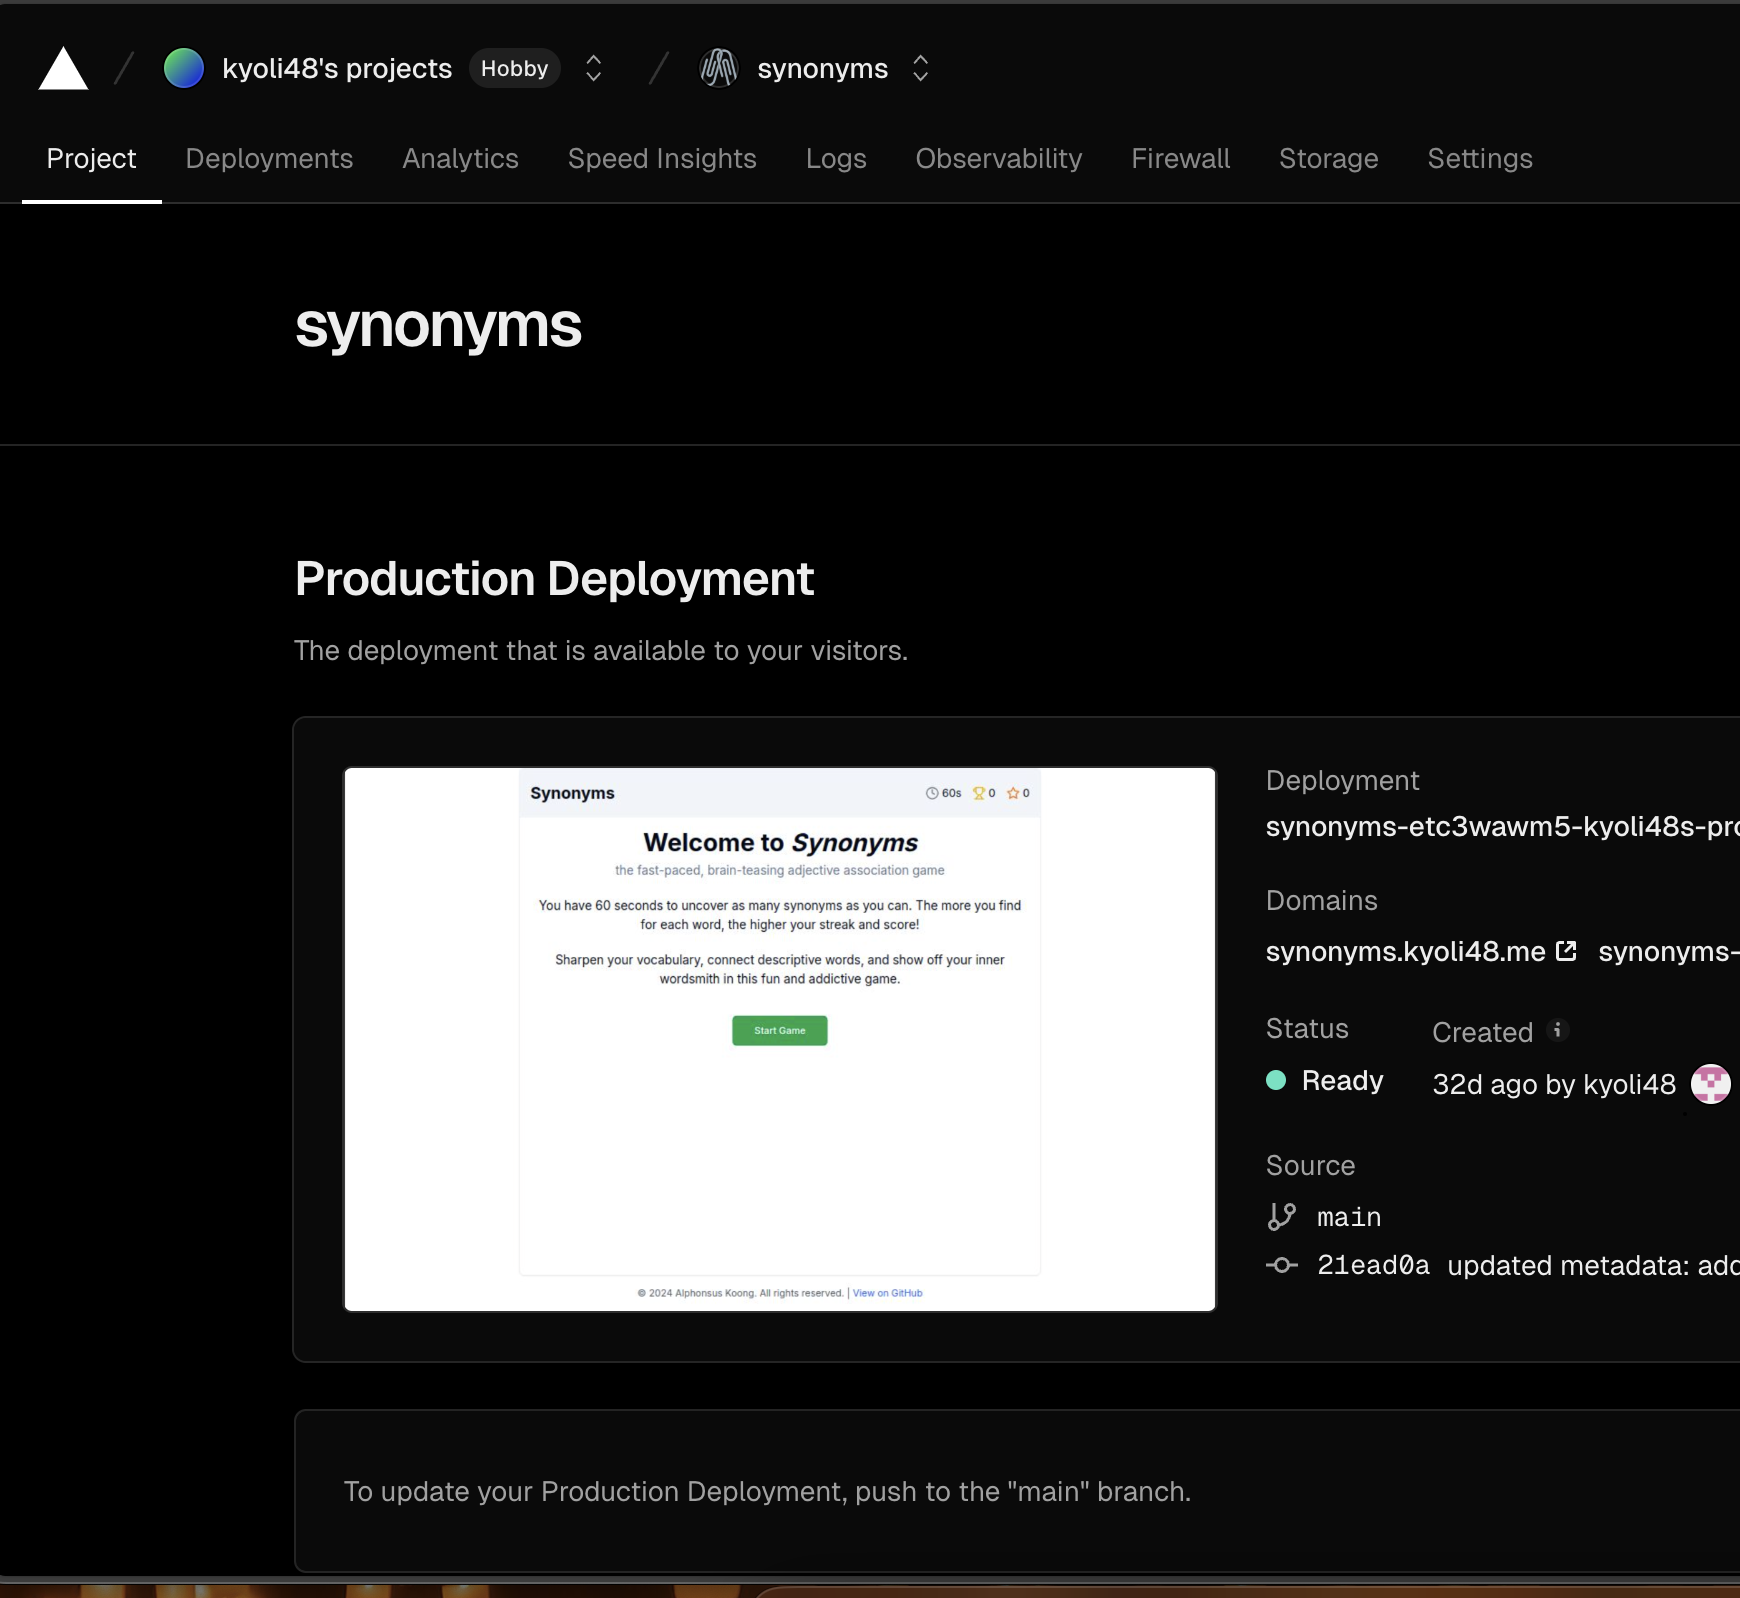 kyoli48's projects Hobby synonyms
Project Deployments Analytics Speed Insights Logs Observability Firewall Storage Settings
synonyms
Production Deployment
The deployment that is available to your visitors.
Synonyms 60s 0 0
Welcome to Synonyms
the fast-paced, brain-teasing adjective association game
You have 60 seconds to uncover as many synonyms as you can. The more you find
for each word, the higher your streak and score!
Sharpen your vocabulary, connect descriptive words, and show off your inner
wordsmith in this fun and addictive game.
Start Game
© 2024 Alphonsus Koong. All rights reserved. | View on GitHub
Deployment
synonyms-etc3wawm5-kyoli48s-pro
Domains
synonyms.kyoli48.me synonyms-
Status Created
Ready 32d ago by kyoli48
Source
main
21ead0a updated metadata: add
To update your Production Deployment, push to the "main" branch.